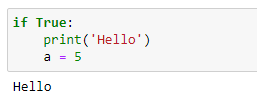 if True:
    print('Hello')
    a = 5
Hello